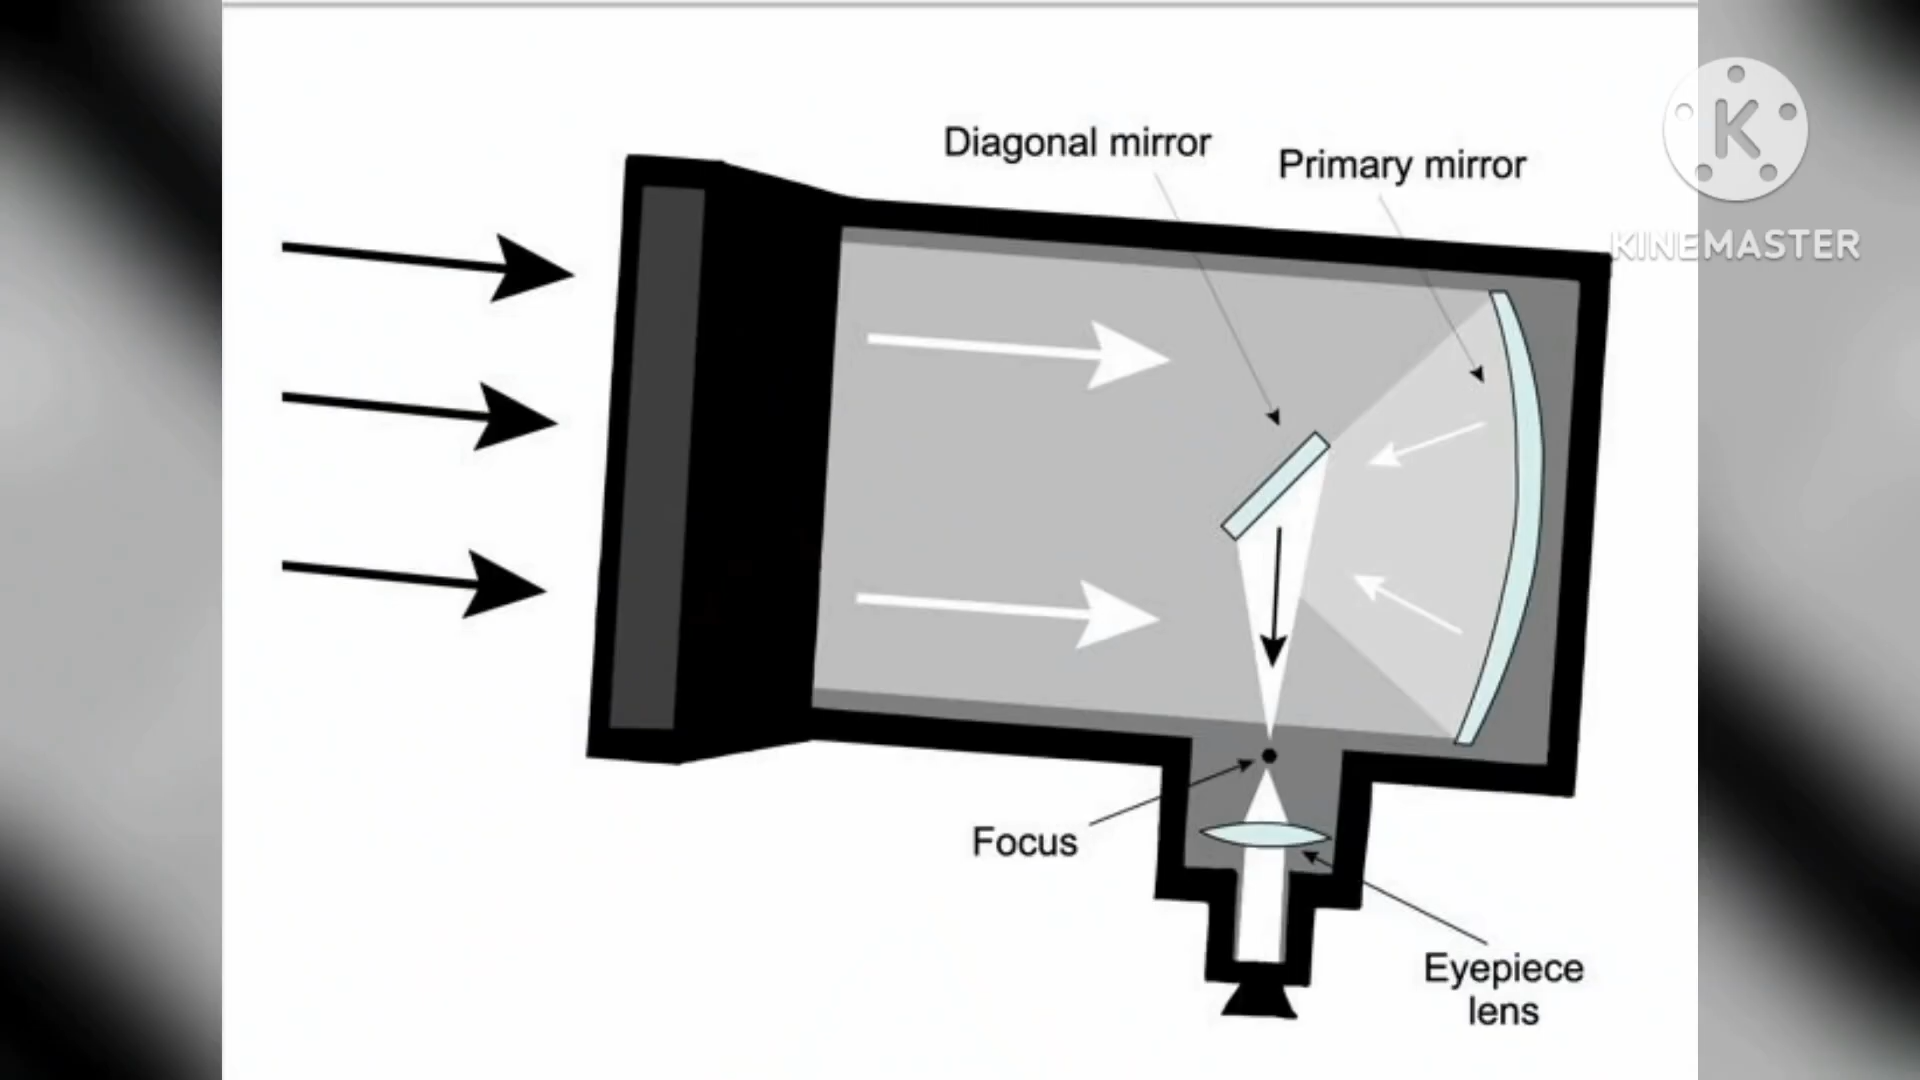 Diagonal mirror
Primary mirror
K
KINEMASTER
Focus
Eyepiece
lens